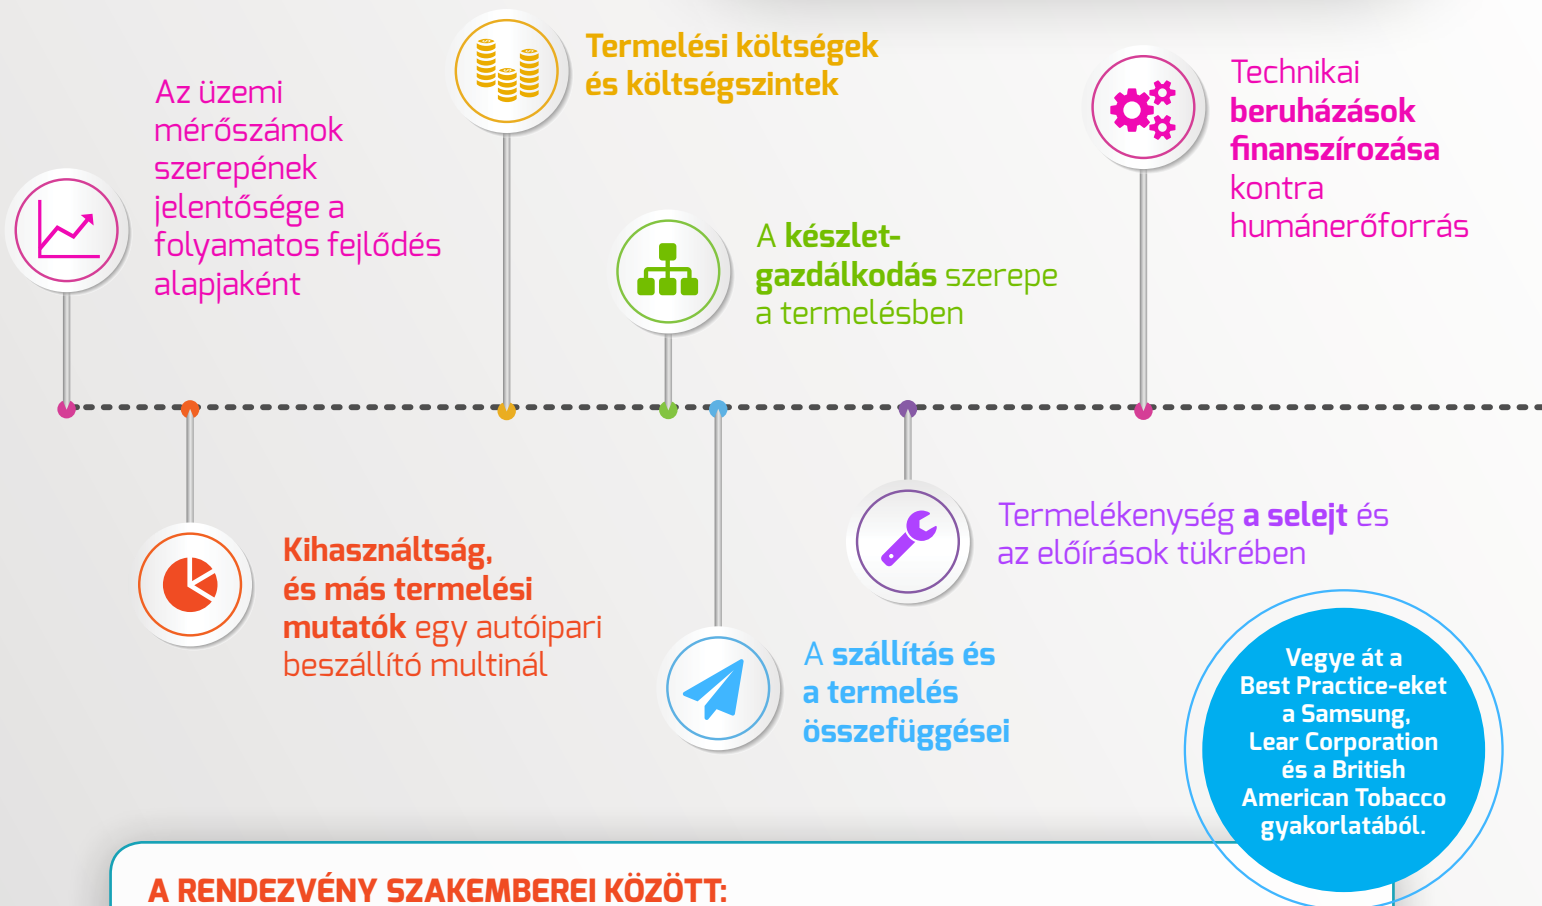 Az üzemi
mérőszámok
szerepének
jelentősége a
folyamatos fejlődés
alapjaként
Kihasználtság,
és más termelési
mutatók egy autóipari
beszállító multinál
Termelési költségek
és költségszintek
A készlet-
gazdálkodás szerepe
a termelésben
A szállítás és
a termelés
összefüggései
Termelékenység a selejt és
az előírások tükrében
Technikai
beruházások
finanszírozása
kontra
humánerőforrás
Vegye át a
Best Practice-eket
a Samsung,
Lear Corporation
és a British
American Tobacco
gyakorlatából.
A RENDEZVÉNY SZAKEMBEREI KÖZÖTT: